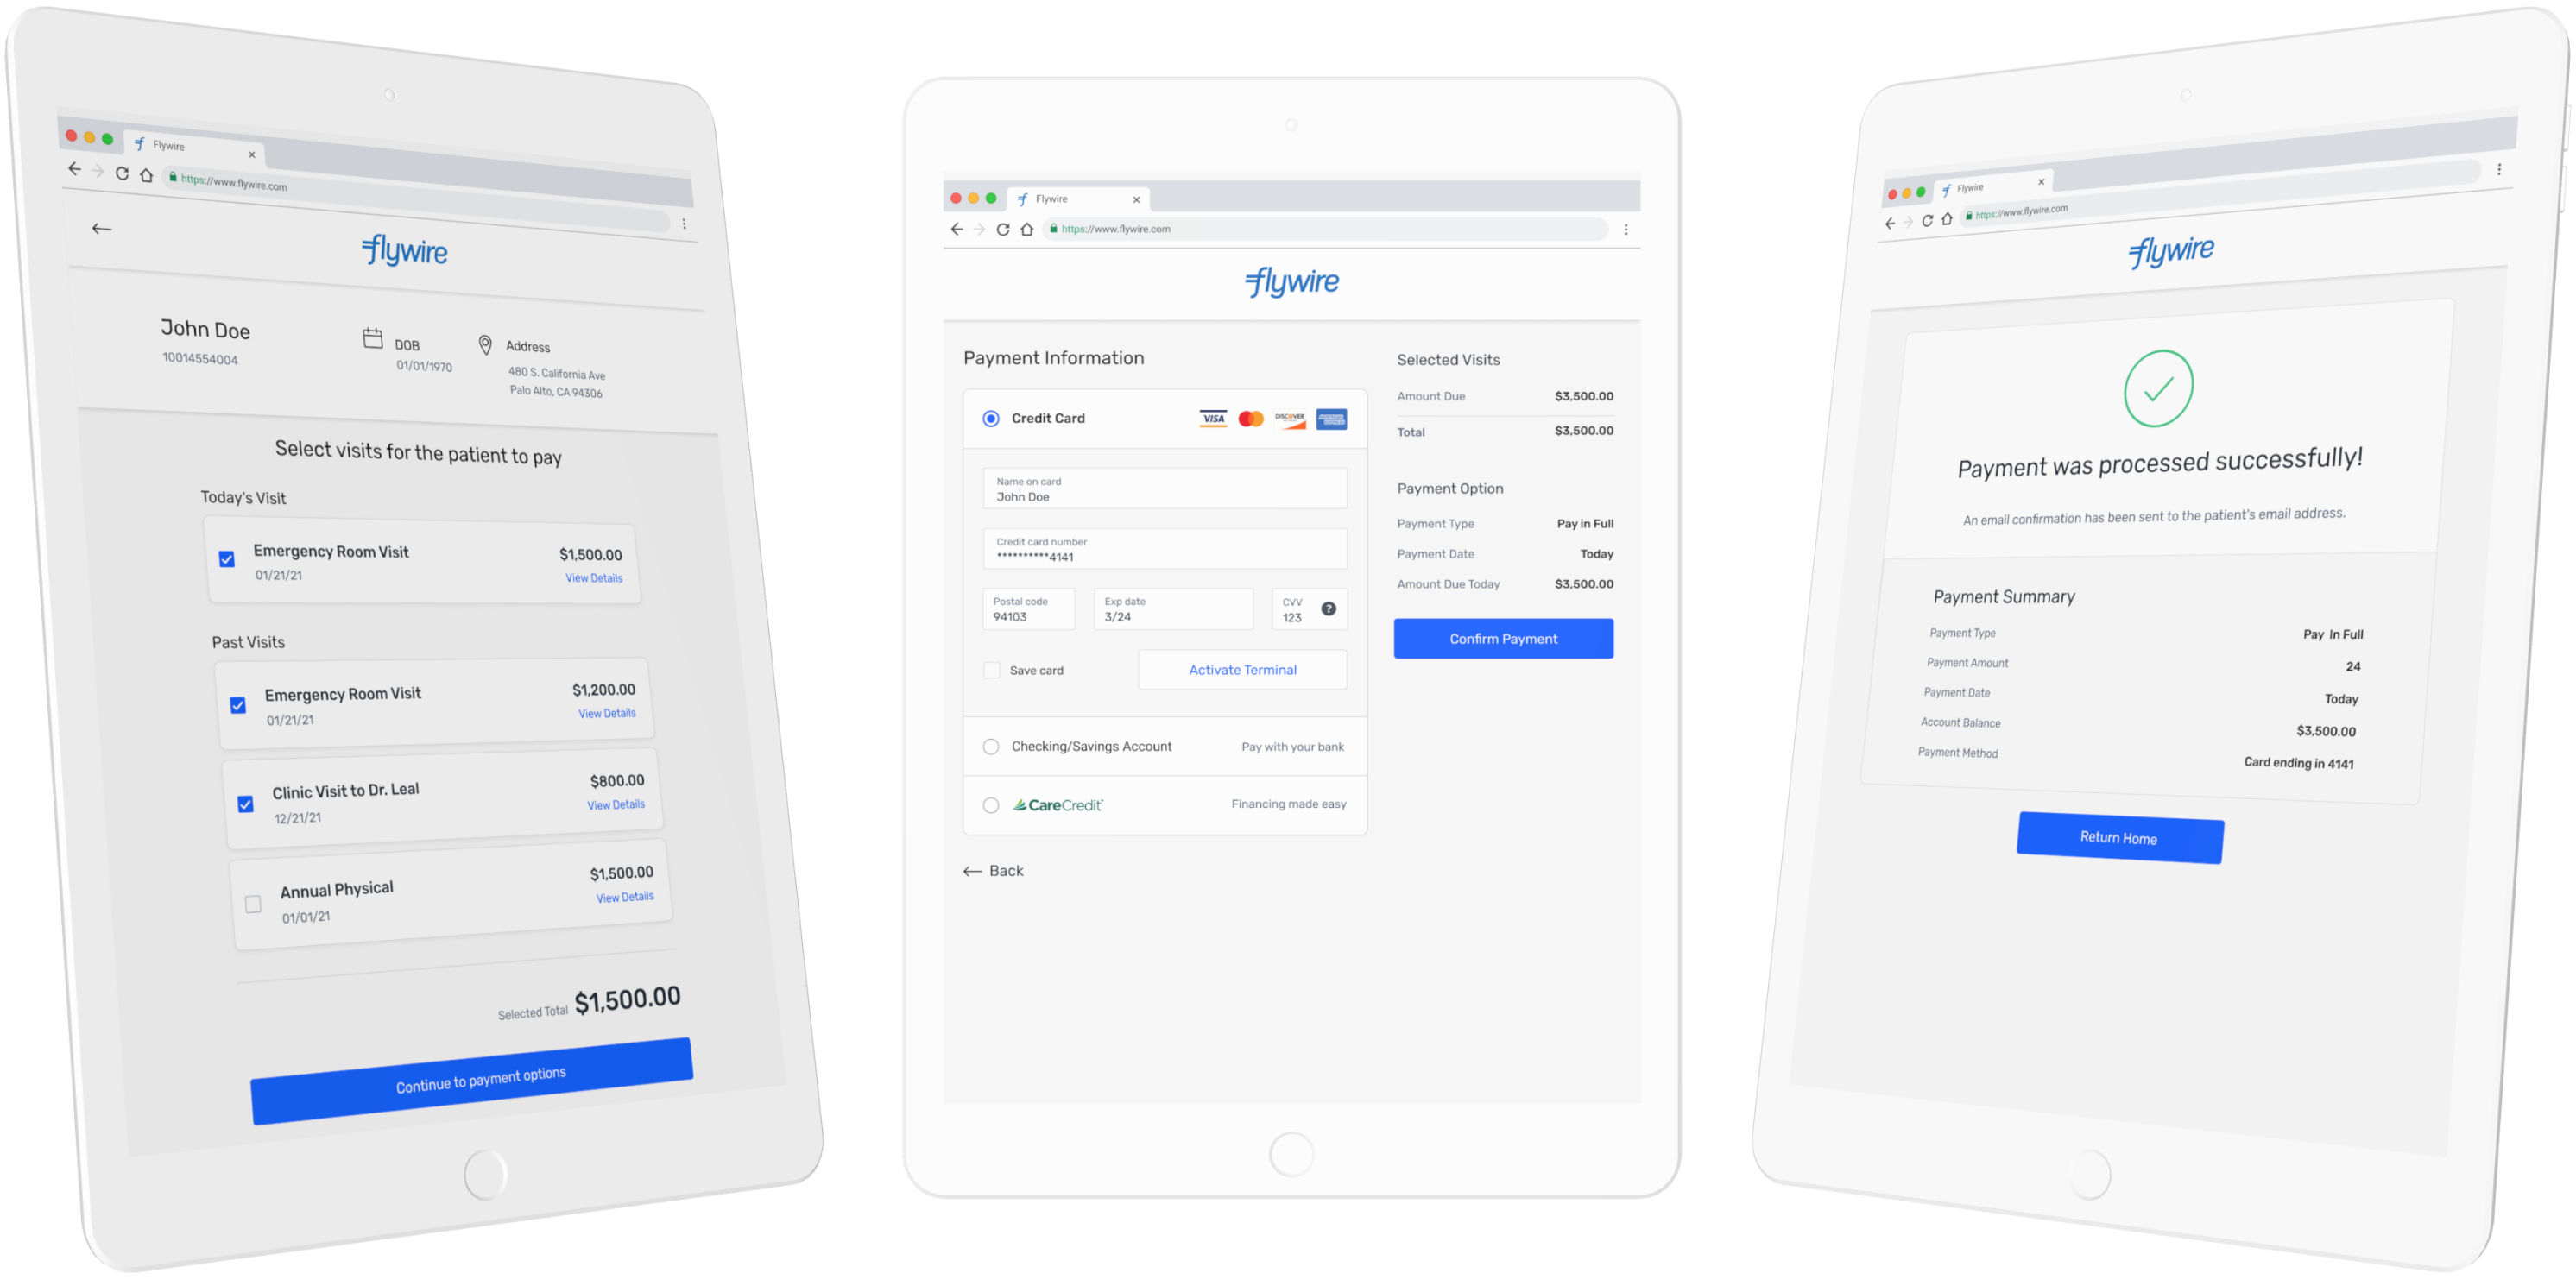 Flywire
https://www.flywire.com
flywire
John Doe
10014554004
DOB
01/01/1970
Address
480 S. California Ave
Palo Alto, CA 94306
Select visits for the patient to pay
Today's Visit
Emergency Room Visit
$1,500.00
01/21/21
View Details
Past Visits
Emergency Room Visit
$1,200.00
01/21/21
View Details
Clinic Visit to Dr. Leal
$800.00
12/21/21
View Details
Annual Physical
$1,500.00
01/01/21
View Details
Selected Total $1,500.00
Continue to payment options
Flywire
https://www.flywire.com
flywire
Payment Information
Credit Card
VISA
DISCOVER
Name on card
John Doe
Credit card number
**********4141
Postal code
94103
Exp date
3/24
CVV
123
?
Save card
Activate Terminal
Checking/Savings Account
Pay with your bank
CareCredit
Financing made easy
Back
Selected Visits
Amount Due $3,500.00
Total $3,500.00
Payment Option
Payment Type Pay in Full
Payment Date Today
Amount Due Today $3,500.00
Confirm Payment
Flywire
https://www.flywire.com
flywire
Payment was processed successfully!
An email confirmation has been sent to the patient's email address.
Payment Summary
Payment Type Pay In Full
Payment Amount 24
Payment Date Today
Account Balance $3,500.00
Payment Method Card ending in 4141
Return Home